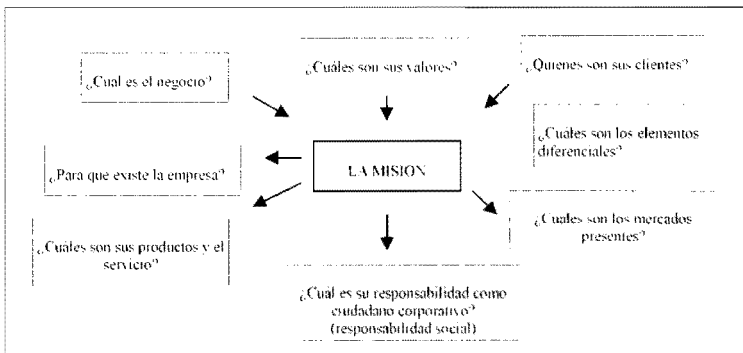 ¿Cual es el negocio?
¿Cuáles son sus valores?
¿Quienes son sus clientes?
¿Para que existe la empresa?
LA MISION
¿Cuáles son los elementos
diferenciales?
¿Cuáles son sus productos y el
servicio?
¿Cuales son los mercados
presentes?
¿Cuál es su responsabilidad como
ciudadano corporativo?
(responsabilidad social)